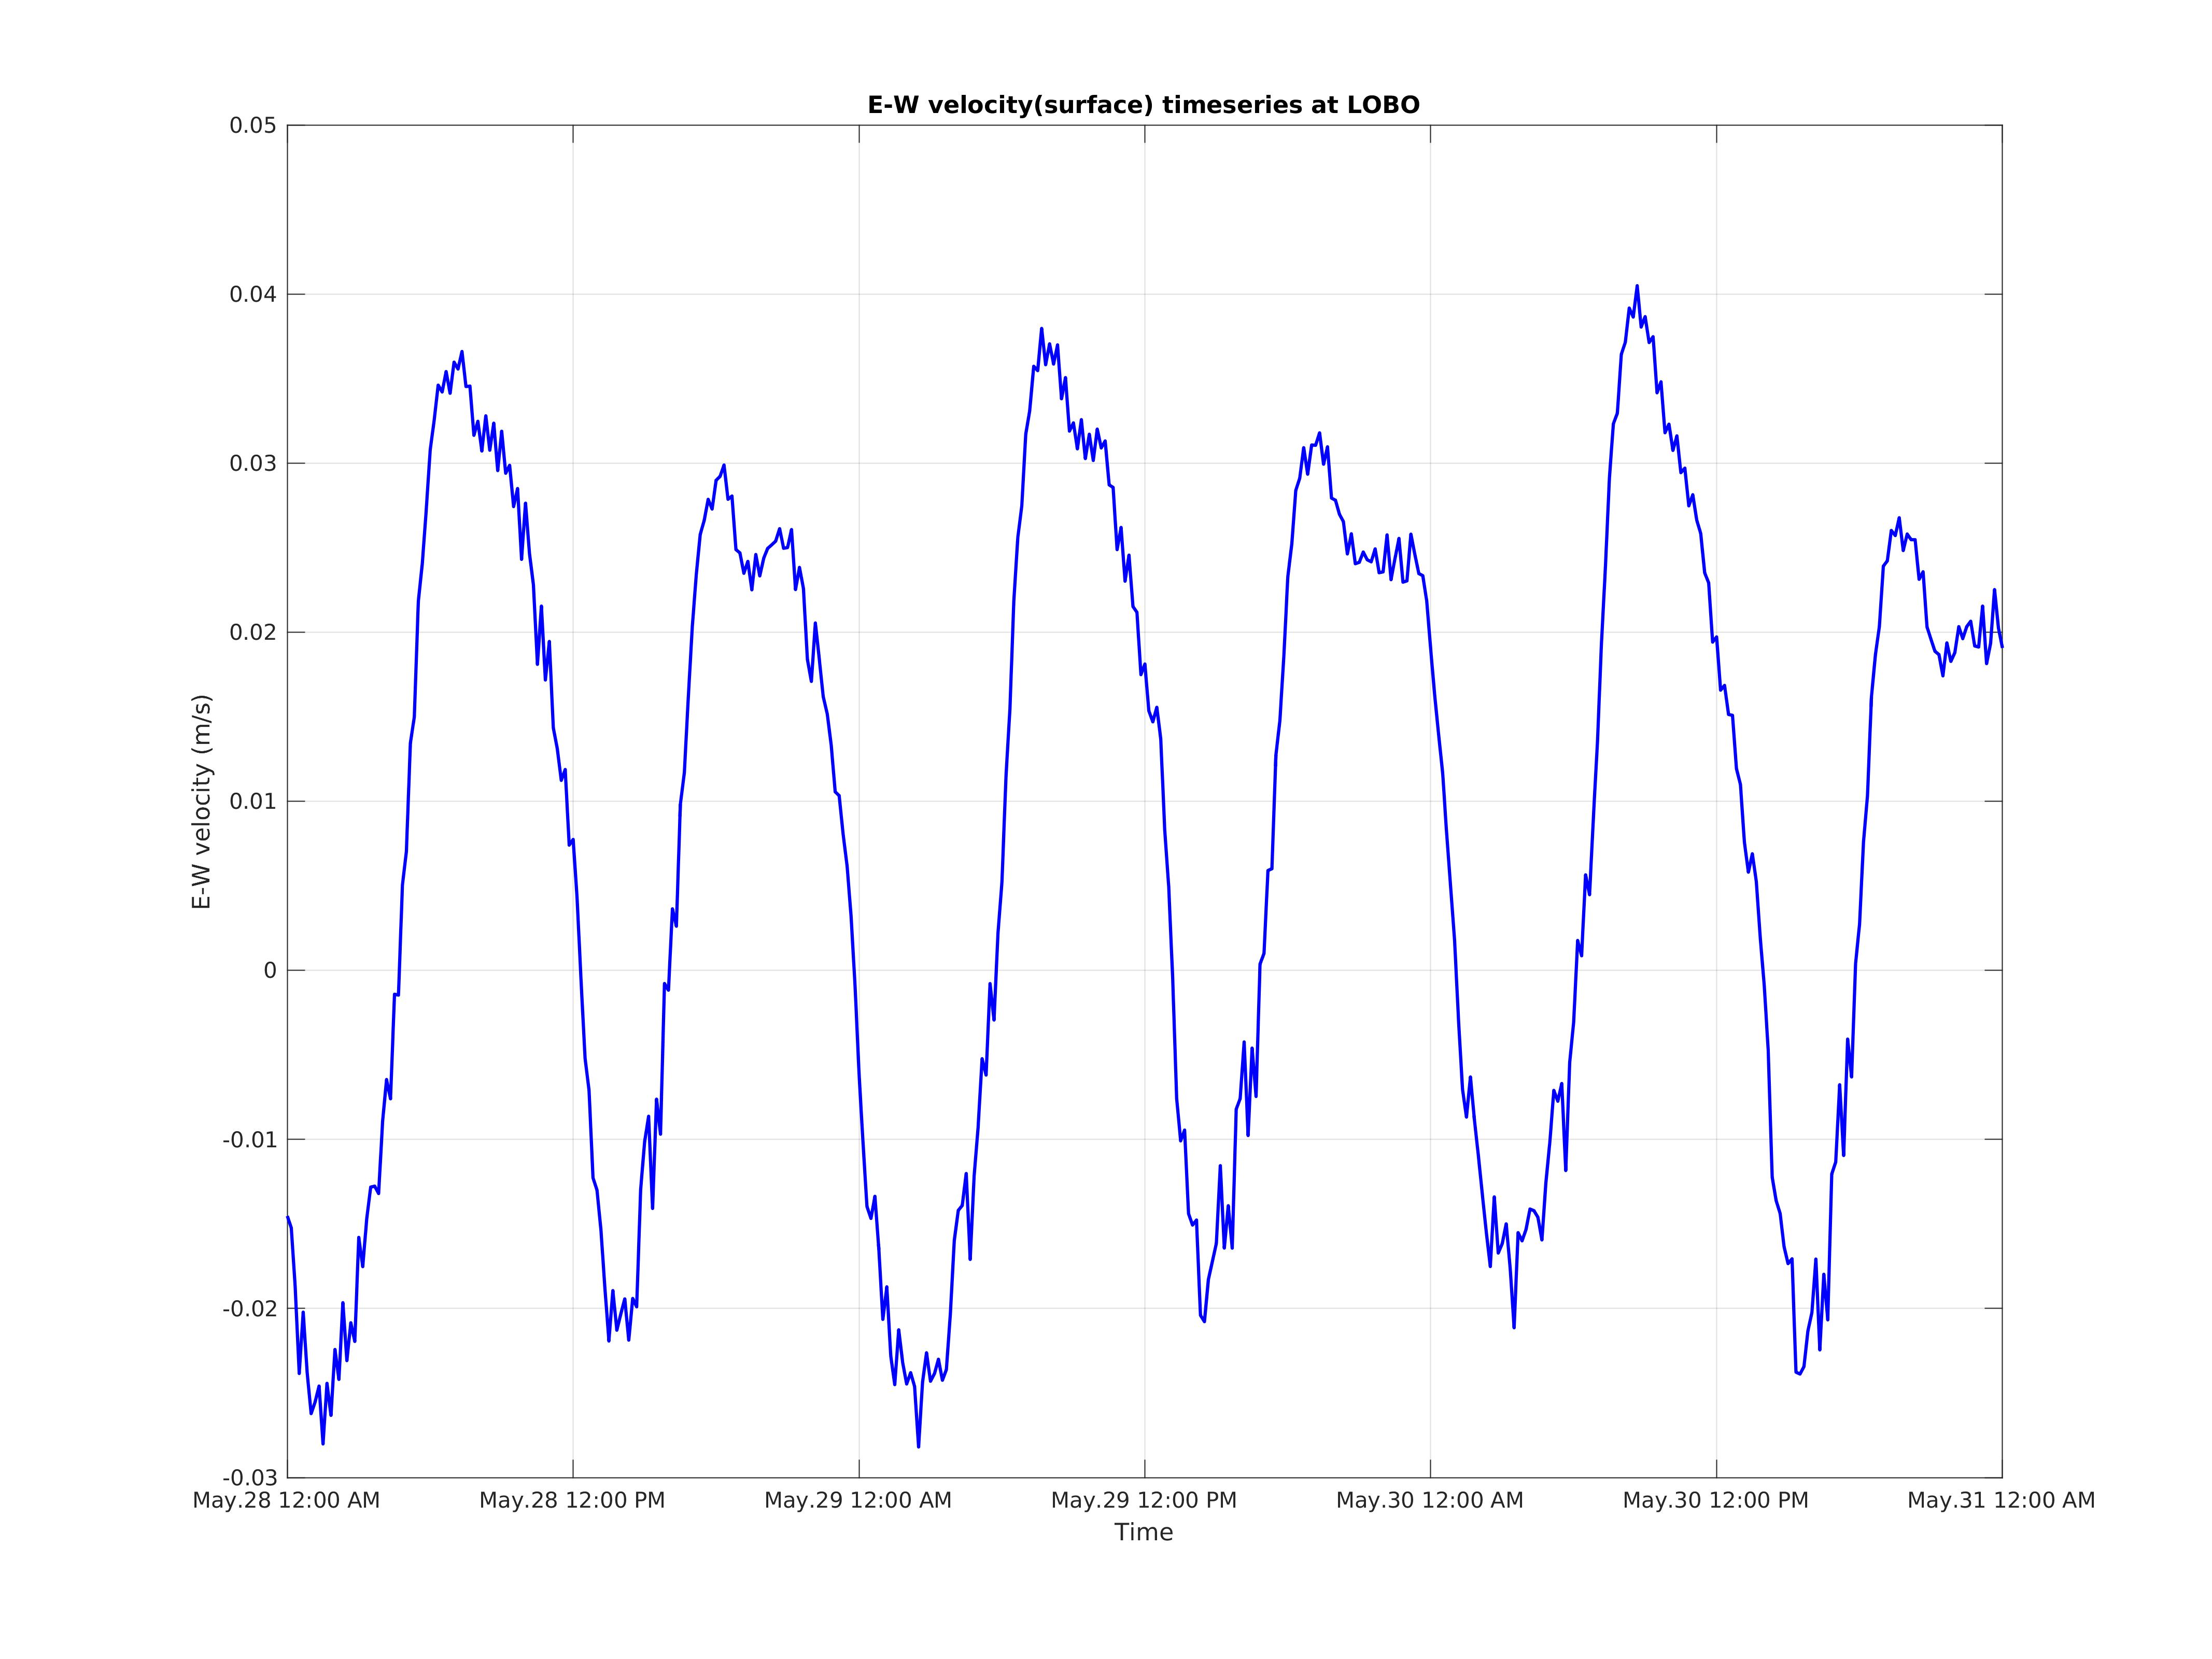 E-W velocity(surface) timeseries at LOBO
0.05
0.04
0.03
0.02
0.01
0
-0.01
-0.02
-0.03
E-W velocity (m/s)
May.28 12:00 AM May.28 12:00 PM May.29 12:00 AM May.29 12:00 PM May.30 12:00 AM May.30 12:00 PM May.31 12:00 AM
Time